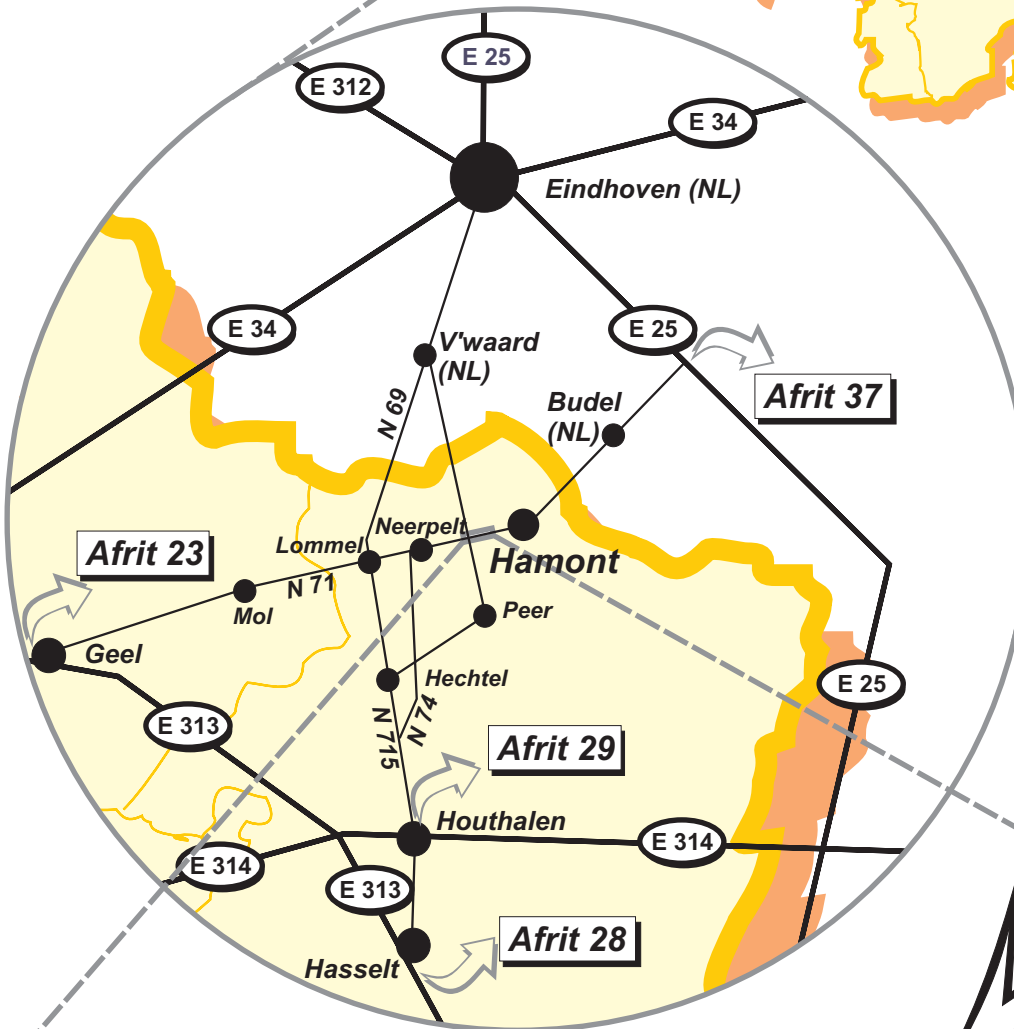 E 25
E 312
E 34
Eindhoven (NL)
E 34
E 25
V'waard
(NL)
Afrit 37
N 69
Budel
(NL)
Afrit 23
Neerpelt
Lommel
Hamont
N 71
Mol
Peer
Geel
Hechtel
E 25
E 313
N 74
N 715
Afrit 29
Houthalen
E 314
E 314
E 313
Afrit 28
Hasselt